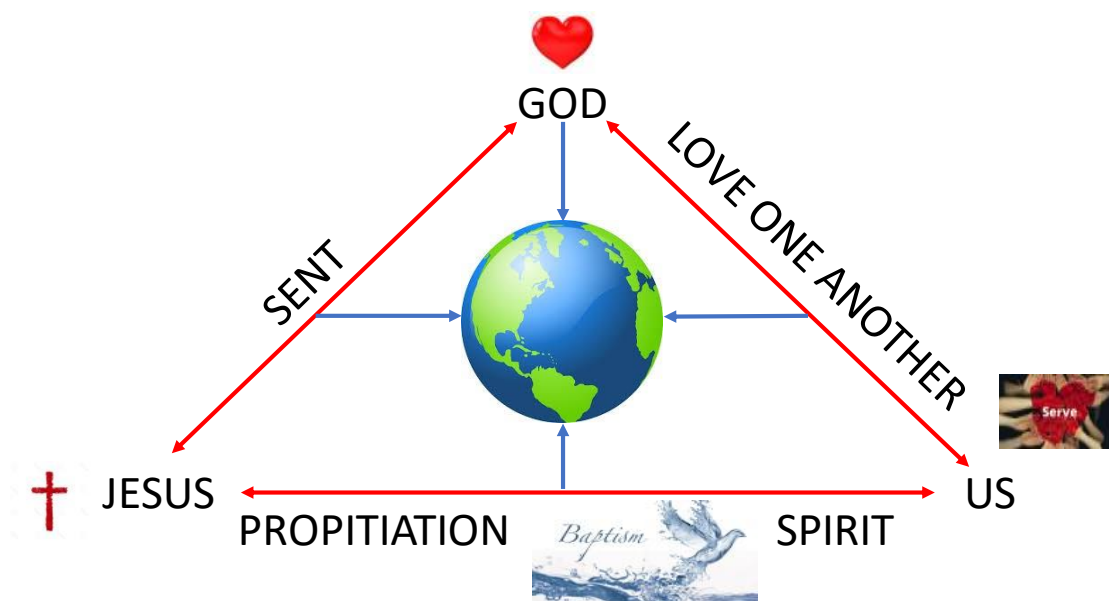 GOD
LOVE ONE ANOTHER
SENT
Serve
JESUS
US
PROPITIATION
Baptism
SPIRIT